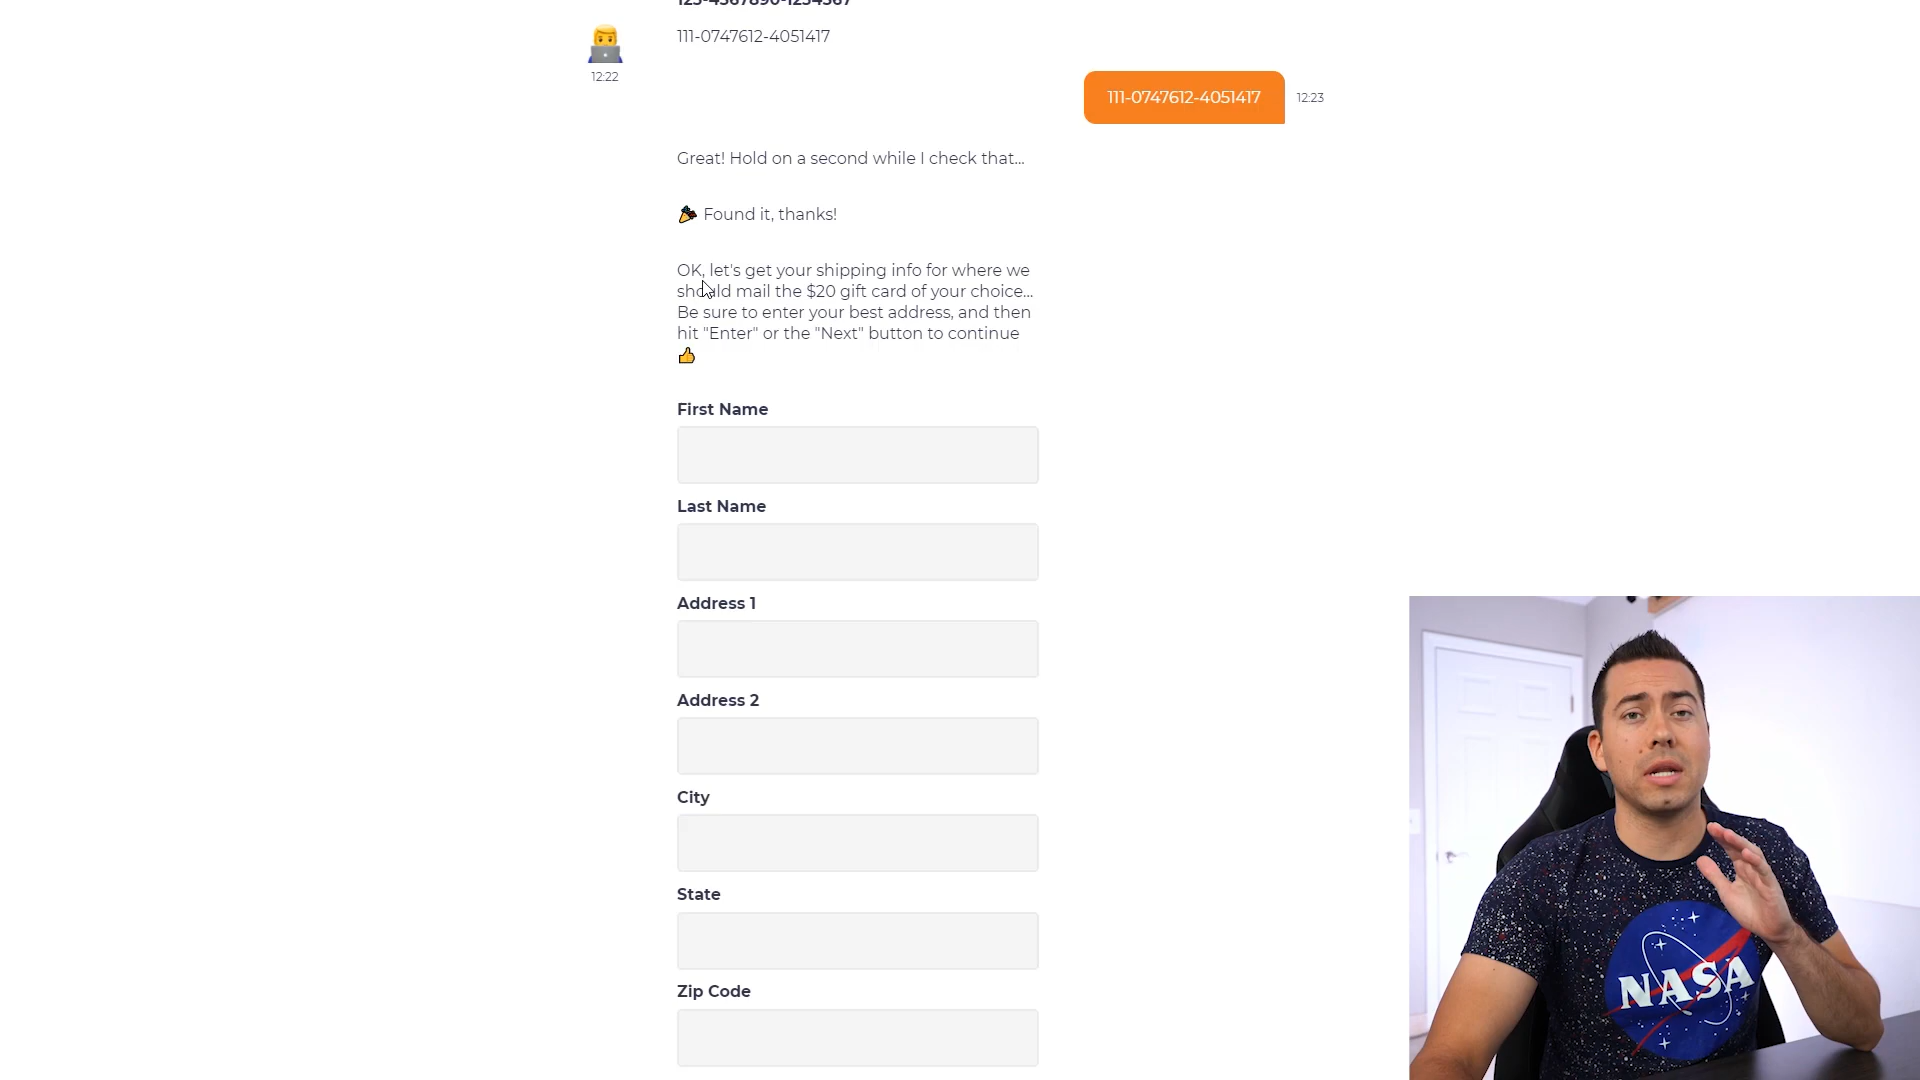 123-4567890-1234567
111-0747612-4051417
12:22
111-0747612-4051417
12:23
Great! Hold on a second while I check that...
Found it, thanks!
OK, let's get your shipping info for where we
should mail the $20 gift card of your choice...
Be sure to enter your best address, and then
hit "Enter" or the "Next" button to continue
First Name
Last Name
Address 1
Address 2
City
State
Zip Code
NASA